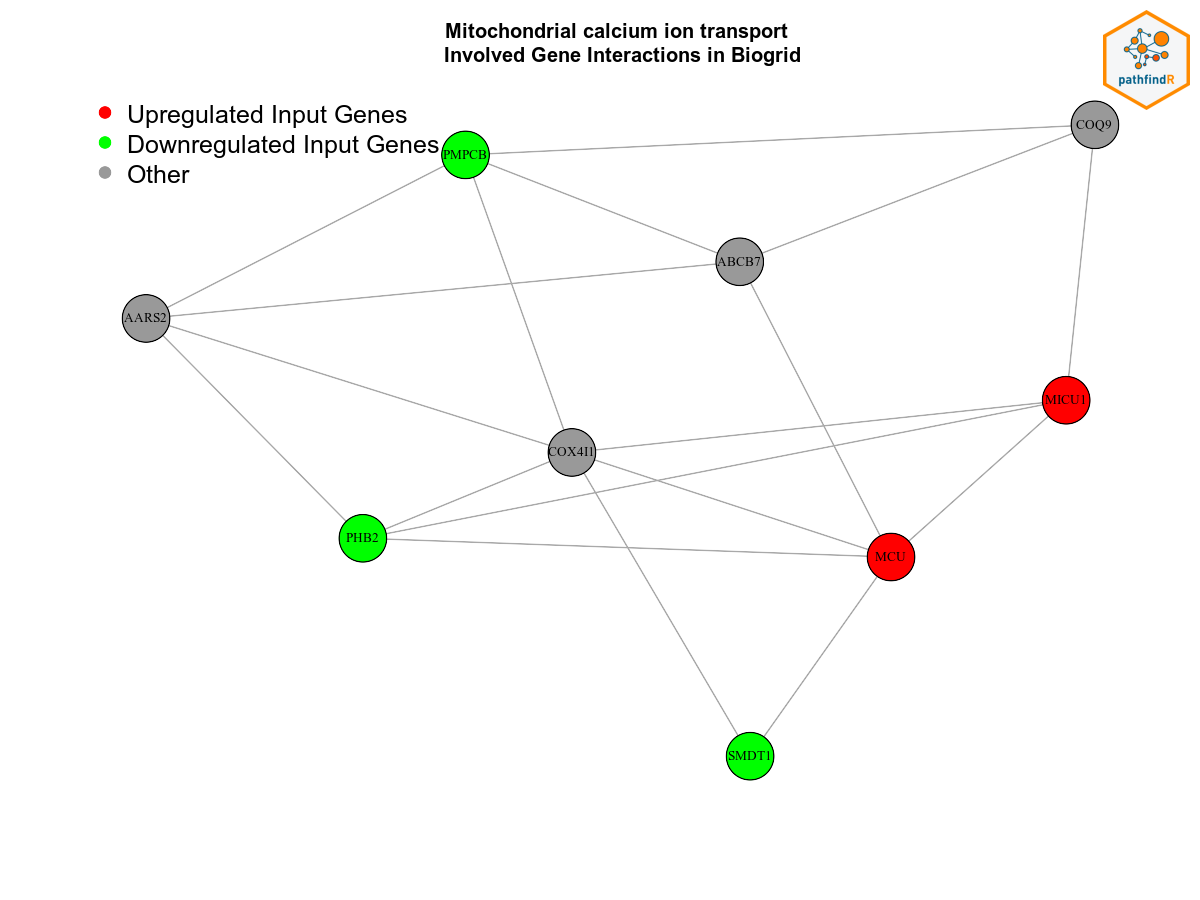 Mitochondrial calcium ion transport
Involved Gene Interactions in Biogrid
pathfindR
Upregulated Input Genes
Downregulated Input Genes
Other
COQ9
PMPCB
ABCB7
AARS2
MICU1
COX4I1
PHB2
MCU
SMDT1